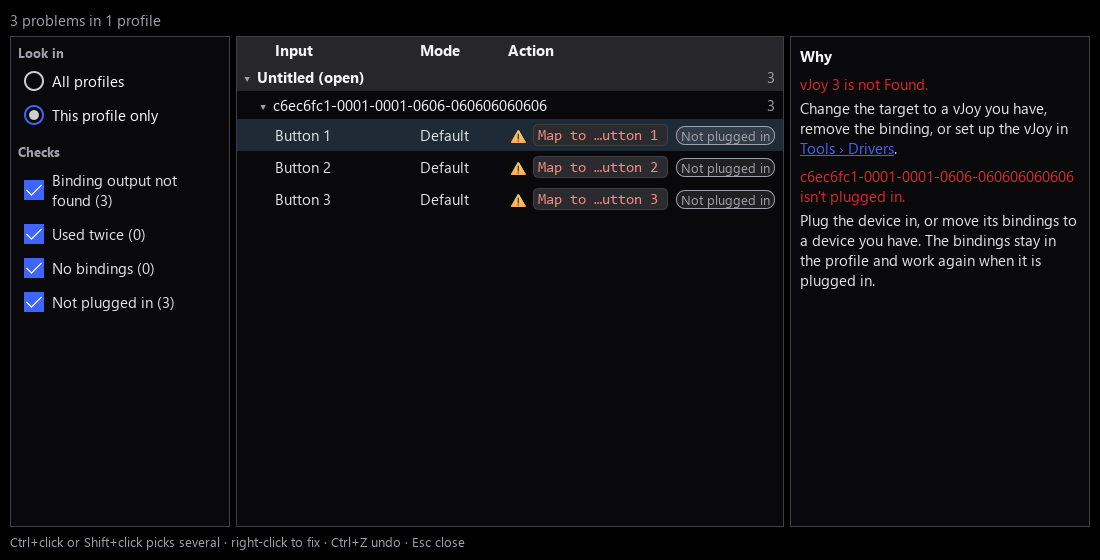 3 problems in 1 profile
Look in
All profiles
This profile only
Checks
Binding output not
found (3)
Used twice (0)
No bindings (0)
Not plugged in (3)
Input Mode Action
Untitled (open) 3
c6ec6fc1-0001-0001-0606-060606060606 3
Button 1 Default Map to …utton 1 Not plugged in
Button 2 Default Map to …utton 2 Not plugged in
Button 3 Default Map to …utton 3 Not plugged in
Why
vJoy 3 is not Found.
Change the target to a vJoy you have,
remove the binding, or set up the vJoy in
Tools › Drivers.
c6ec6fc1-0001-0001-0606-060606060606
isn't plugged in.
Plug the device in, or move its bindings to
a device you have. The bindings stay in
the profile and work again when it is
plugged in.
Ctrl+click or Shift+click picks several · right-click to fix · Ctrl+Z undo · Esc close